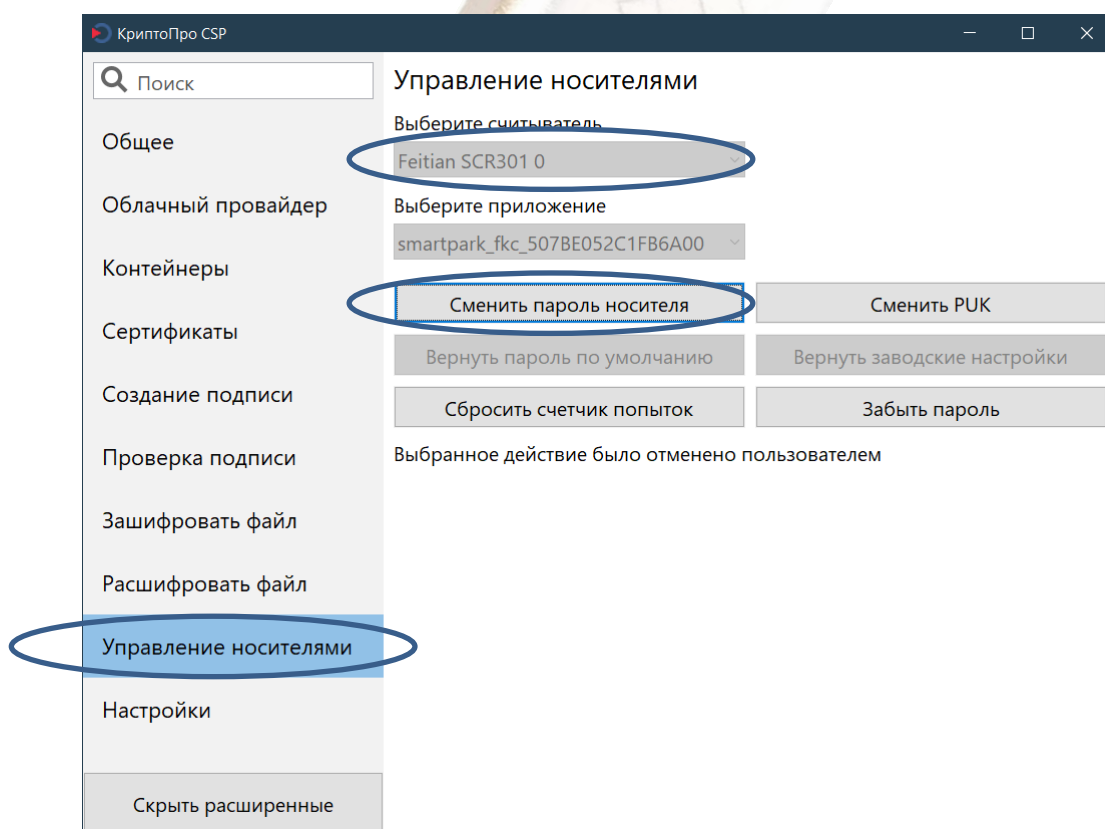 КриптоПро CSP
Поиск
Общее
Облачный провайдер
Контейнеры
Сертификаты
Создание подписи
Проверка подписи
Зашифровать файл
Расшифровать файл
Управление носителями
Настройки
Скрыть расширенные
Управление носителями
Выберите считыватель
Feitian SCR301 0
Выберите приложение
smartpark_fkc_507BE052C1FB6A00
Сменить пароль носителя
Сменить PUK
Вернуть пароль по умолчанию
Вернуть заводские настройки
Сбросить счетчик попыток
Забыть пароль
Выбранное действие было отменено пользователем